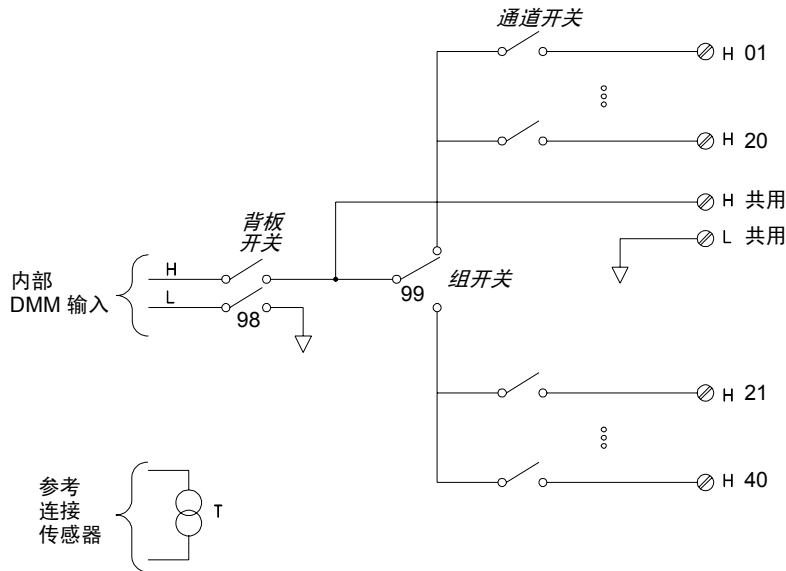 通道开关
H 01
H 20
H 共用
L 共用
背板
开关
H
L
98
99
组开关
内部
DMM 输入
H 21
H 40
参考
连接
传感器
T